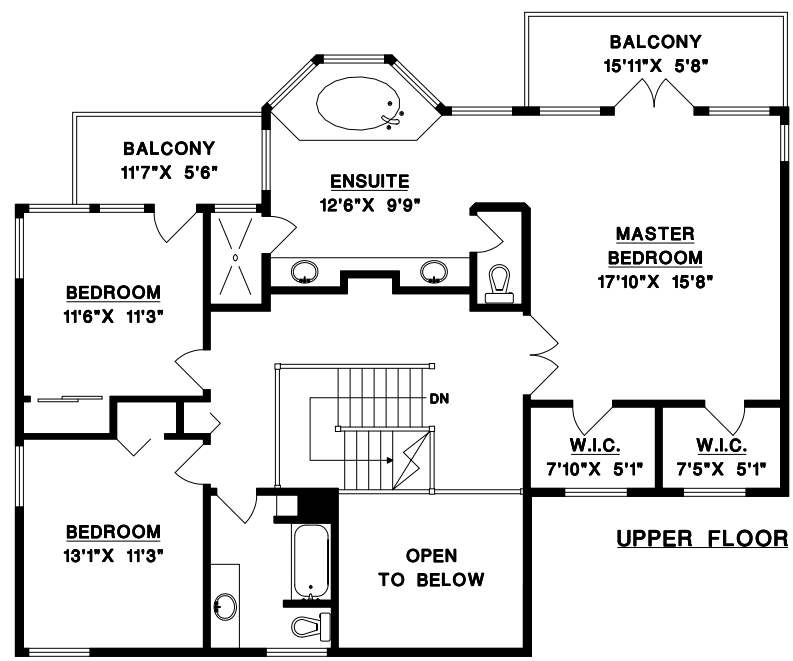 BALCONY
15'11"X 5'8"
BALCONY
11'7"X 5'6"
ENSUITE
12'6"X 9'9"
MASTER
BEDROOM
17'10"X 15'8"
BEDROOM
11'6"X 11'3"
DN
W.I.C.
7'10"X 5'1"
W.I.C.
7'5"X 5'1"
BEDROOM
13'1"X 11'3"
UPPER FLOOR
OPEN
TO BELOW